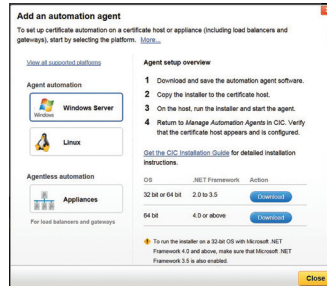 Add an automation agent
To set up certificate automation on a certificate host or appliance (including load balancers and
gateways), start by selecting the platform. More...
View all supported platforms
Agent automation
Windows
Windows Server
Linux
Agentless automation
Appliances
For load balancers and gateways
Agent setup overview
1 Download and save the automation agent software.
2 Copy the installer to the certificate host.
3 On the host, run the installer and start the agent.
4 Return to Manage Automation Agents in CIC. Verify
that the certificate host appears and is configured.
Get the CIC Installation Guide for detailed installation
instructions.
OS .NET Framework Action
32 bit or 64 bit 2.0 to 3.5 Download
64 bit 4.0 or above Download
To run the installer on a 32-bit OS with Microsoft .NET
Framework 4.0 and above, make sure that Microsoft .NET
Framework 3.5 is also enabled.
Close